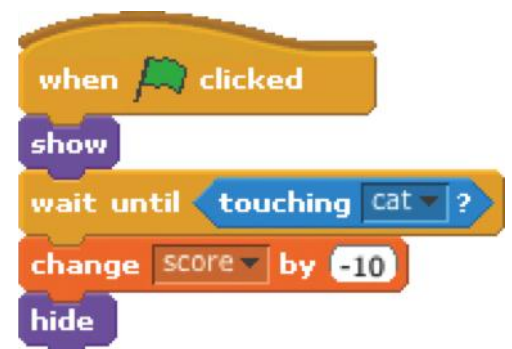 when clicked
show
wait until touching cat ?
change score by -10
hide